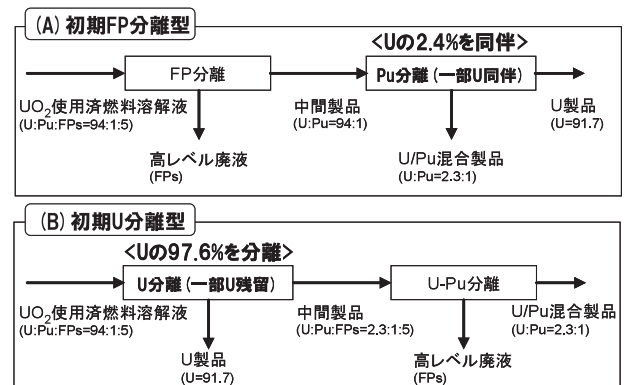 (A) 初期FP分離型
<Uの2.4%を同伴>
FP分離
Pu分離(一部U同伴)
UO2使用済燃料溶解液
(U:Pu:FPs=94:1:5)
中間製品
(U:Pu=94:1)
U製品
(U=91.7)
高レベル廃液
(FPs)
U/Pu混合製品
(U:Pu=2.3:1)
(B) 初期U分離型
<Uの97.6%を分離>
U分離(一部U残留)
U-Pu分離
UO2使用済燃料溶解液
(U:Pu:FPs=94:1:5)
中間製品
(U:Pu:FPs=2.3:1:5)
U/Pu混合製品
(U:Pu=2.3:1)
U製品
(U=91.7)
高レベル廃液
(FPs)